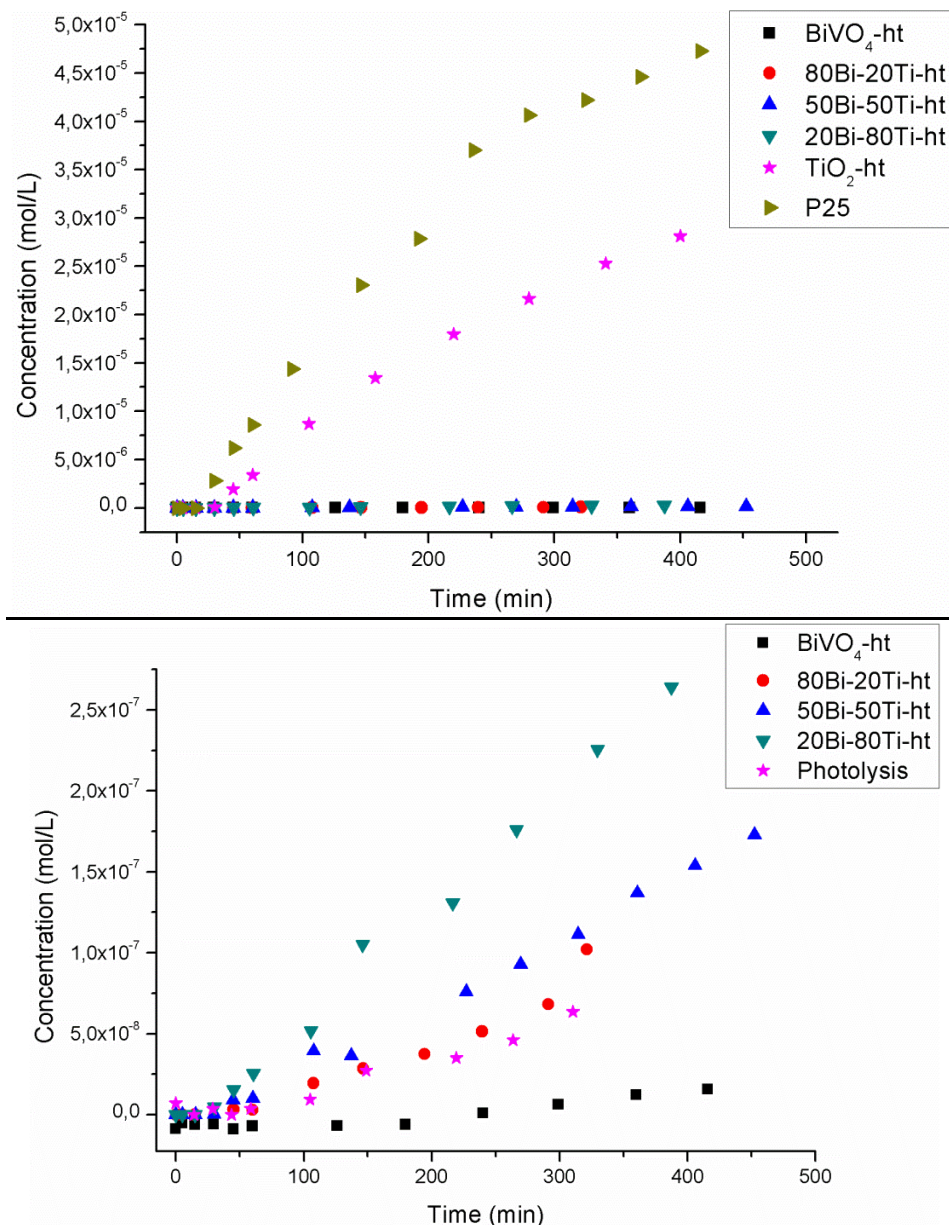 5,0x10⁻⁵
4,5x10⁻⁵
4,0x10⁻⁵
3,5x10⁻⁵
3,0x10⁻⁵
2,5x10⁻⁵
2,0x10⁻⁵
1,5x10⁻⁵
1,0x10⁻⁵
5,0x10⁻⁶
0,0
Concentration (mol/L)
BiVO₄-ht
80Bi-20Ti-ht
50Bi-50Ti-ht
20Bi-80Ti-ht
TiO₂-ht
P25
0 100 200 300 400 500
Time (min)
BiVO₄-ht
80Bi-20Ti-ht
50Bi-50Ti-ht
20Bi-80Ti-ht
Photolysis
2,5x10⁻⁷
2,0x10⁻⁷
1,5x10⁻⁷
1,0x10⁻⁷
5,0x10⁻⁸
0,0
Concentration (mol/L)
0 100 200 300 400 500
Time (min)